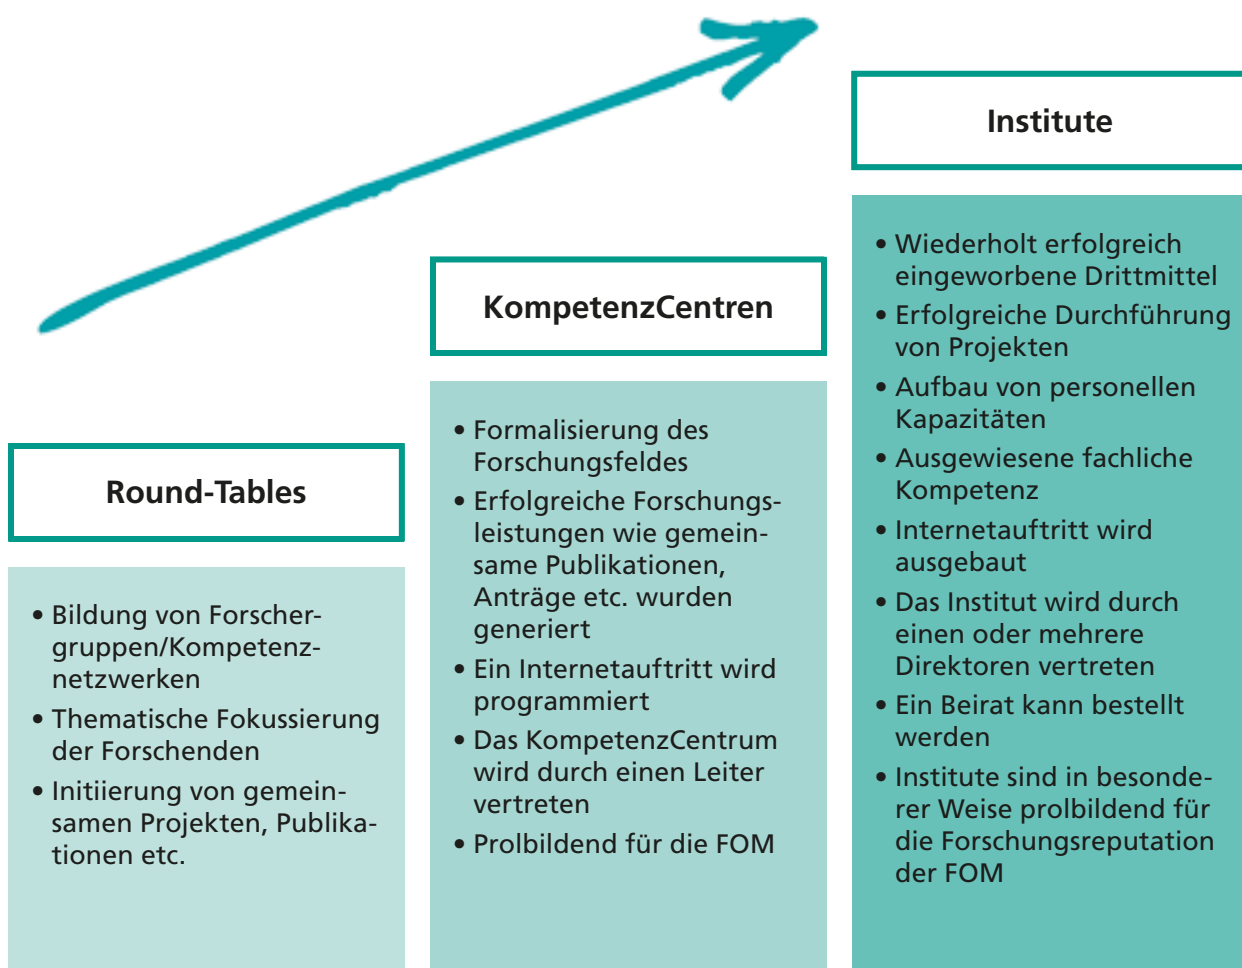 Round-Tables
• Bildung von Forscher-
gruppen/Kompetenz-
netzwerken
• Thematische Fokussierung
der Forschenden
• Initiierung von gemein-
samen Projekten, Publika-
tionen etc.
KompetenzCentren
• Formalisierung des
Forschungsfeldes
• Erfolgreiche Forschungs-
leistungen wie gemein-
same Publikationen,
Anträge etc. wurden
generiert
• Ein Internetauftritt wird
programmiert
• Das KompetenzCentrum
wird durch einen Leiter
vertreten
• Prolbildend für die FOM
Institute
• Wiederholt erfolgreich
eingeworbene Drittmittel
• Erfolgreiche Durchführung
von Projekten
• Aufbau von personellen
Kapazitäten
• Ausgewiesene fachliche
Kompetenz
• Internetauftritt wird
ausgebaut
• Das Institut wird durch
einen oder mehrere
Direktoren vertreten
• Ein Beirat kann bestellt
werden
• Institute sind in besonde-
rer Weise prolbildend für
die Forschungsreputation
der FOM